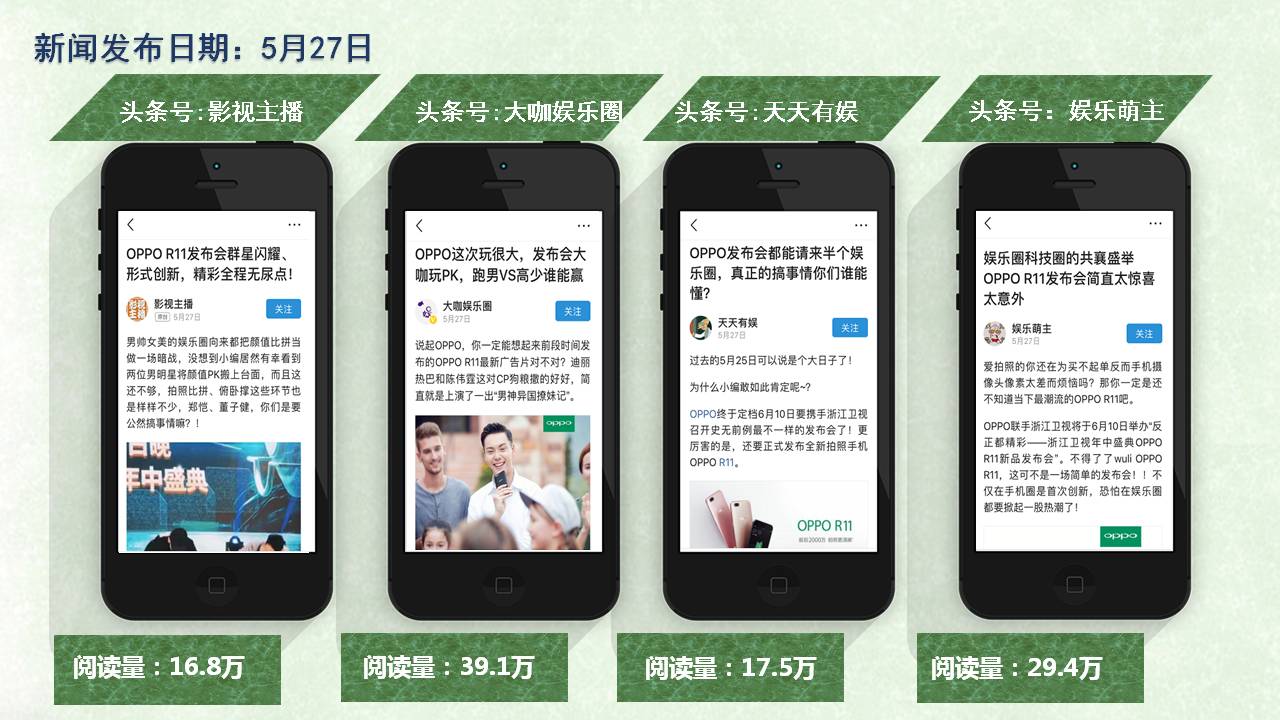 新闻发布日期：5月27日
头条号:影视主播
头条号:大咖娱乐圈
头条号:天天有娱
头条号：娱乐萌主
OPPO R11发布会群星闪耀、
形式创新，精彩全程无尿点！
影视主播
原创 5月27日
关注
男帅女美的娱乐圈向来都把颜值比拼当
做一场暗战，没想到小编居然有幸看到
两位男明星将颜值PK搬上台面，而且这
还不够，拍照比拼、俯卧撑这些环节也
是样样不少，郑恺、董子健，你们是要
公然搞事情嘛？！
日晚
年中盛典
OPPO这次玩很大，发布会大
咖玩PK，跑男VS高少谁能赢
大咖娱乐圈
5月27日
关注
说起OPPO，你一定能想起来前段时间发
布的OPPO R11最新广告片对不对？迪丽
热巴和陈伟霆这对CP狗粮撒的好好，简
直就是上演了一出“男神异国撩妹记”。
oppo
OPPO发布会都能请来半个娱
乐圈，真正的搞事情你们谁能
懂？
天天有娱
5月27日
关注
过去的5月25日可以说是个大日子了！
为什么小编敢如此肯定呢~?
OPPO终于定档6月10日要携手浙江卫视
召开史无前例最不一样的发布会了！更
厉害的是，还要正式发布全新拍照手机
OPPO R11。
OPPO R11
前后2000万 拍照更清晰
娱乐圈科技圈的共襄盛举
OPPO R11发布会简直太惊喜
太意外
娱乐萌主
5月27日
关注
爱拍照的你还在为买不起单反而手机摄
像头像素太差而烦恼吗？那你一定是还
不知道当下最潮流的OPPO R11吧。
OPPO联手浙江卫视将于6月10日举办“反
正都精彩——浙江卫视年中盛典OPPO
R11新品发布会”。不得了了wuli OPPO
R11，这可不是一场简单的发布会！！不
仅在手机圈是首次创新，恐怕在娱乐圈
都要掀起一股热潮了！
oppo
阅读量：16.8万
阅读量：39.1万
阅读量：17.5万
阅读量：29.4万